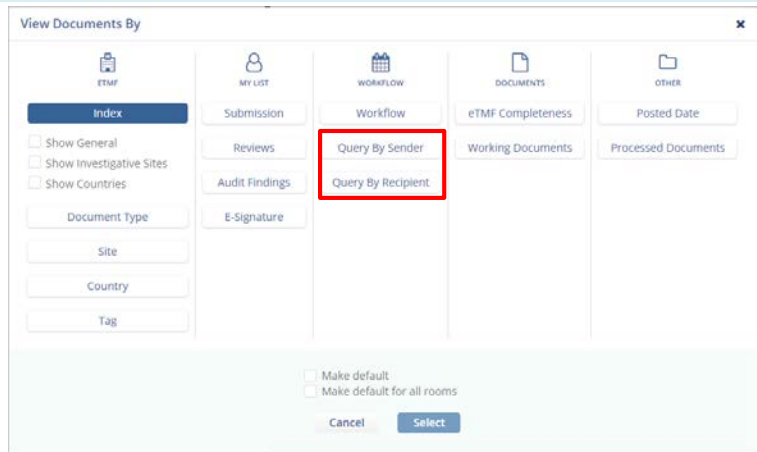 View Documents By
ETMF
Index
Show General
Show Investigative Sites
Show Countries
Document Type
Site
Country
Tag
MY LIST
Submission
Reviews
Audit Findings
E-Signature
WORKFLOW
Workflow
Query By Sender
Query By Recipient
DOCUMENTS
eTMF Completeness
Working Documents
OTHER
Posted Date
Processed Documents
Make default
Make default for all rooms
Cancel
Select